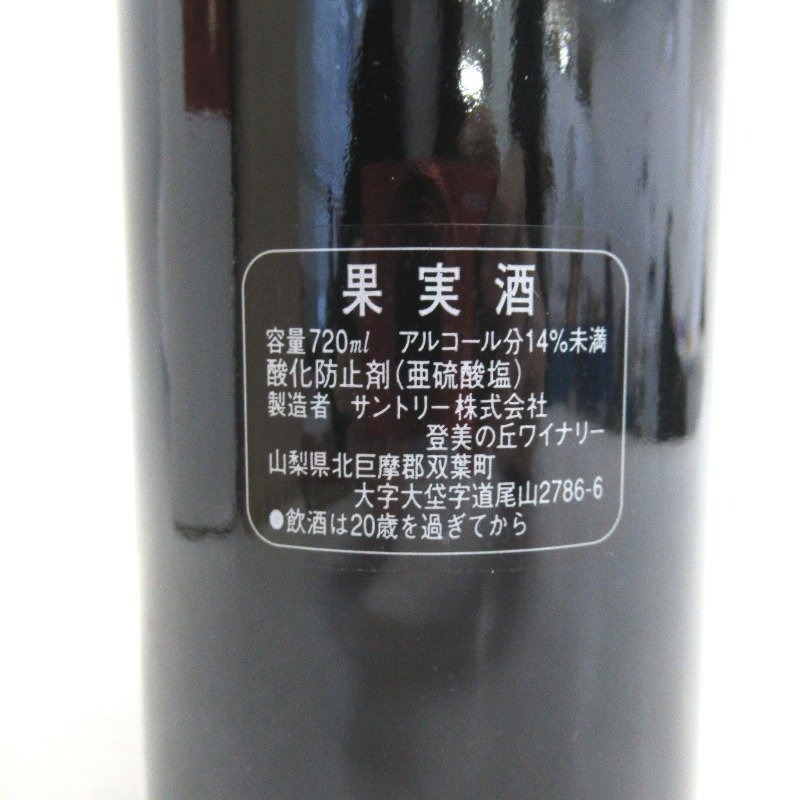 果実酒
容量720ml アルコール分14%未満
酸化防止剤(亜硫酸塩)
製造者 サントリー株式会社
登美の丘ワイナリー
山梨県北巨摩郡双葉町
大字大垈字道尾山2786-6
●飲酒は20歳を過ぎてから